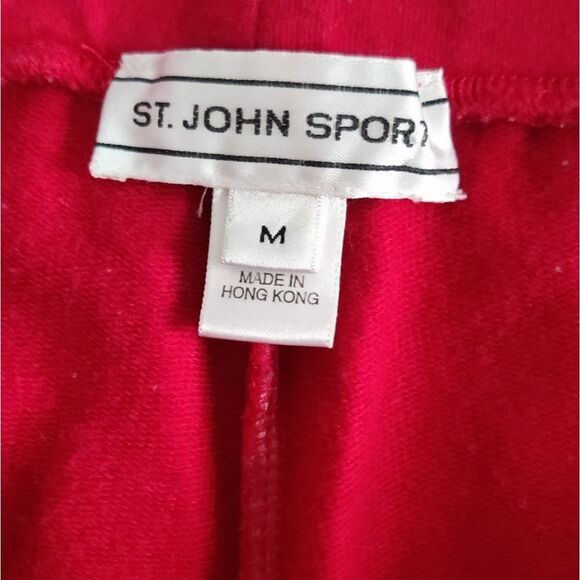 ST. JOHN SPORT
M
MADE IN
HONG KONG